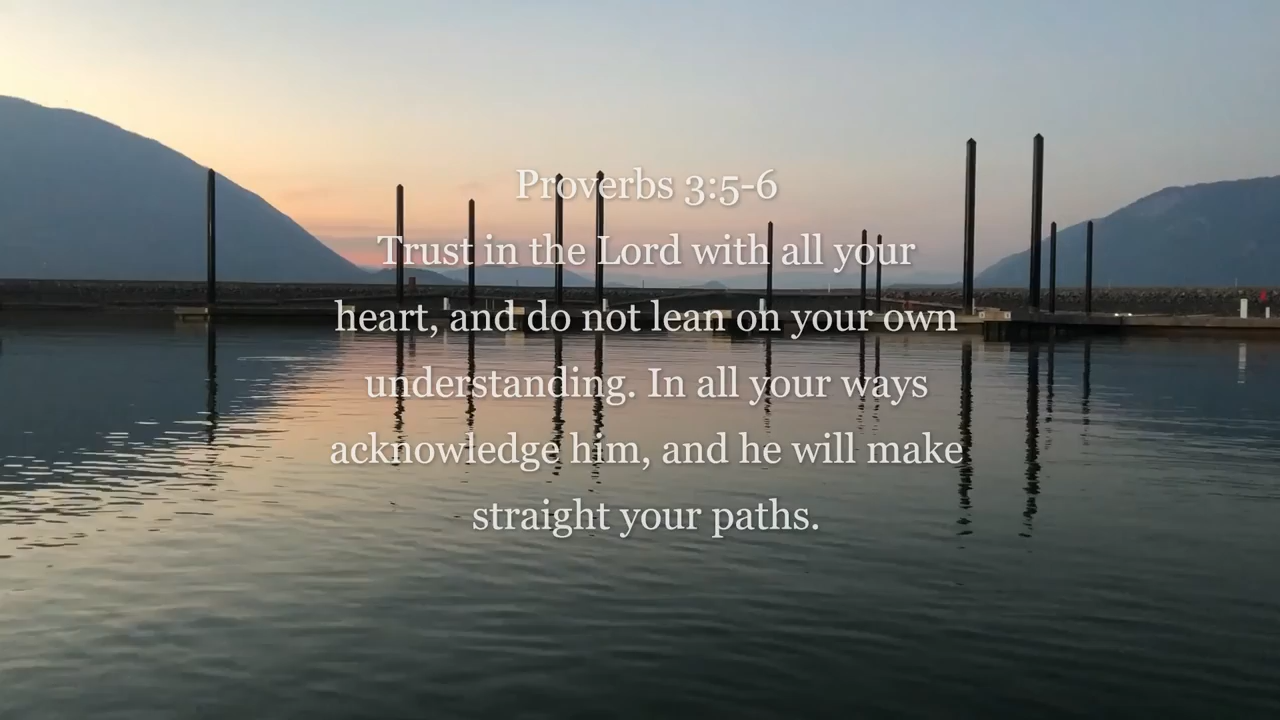 Proverbs 3:5-6
Trust in the Lord with all your
heart, and do not lean on your own
understanding. In all your ways
acknowledge him, and he will make
straight your paths.